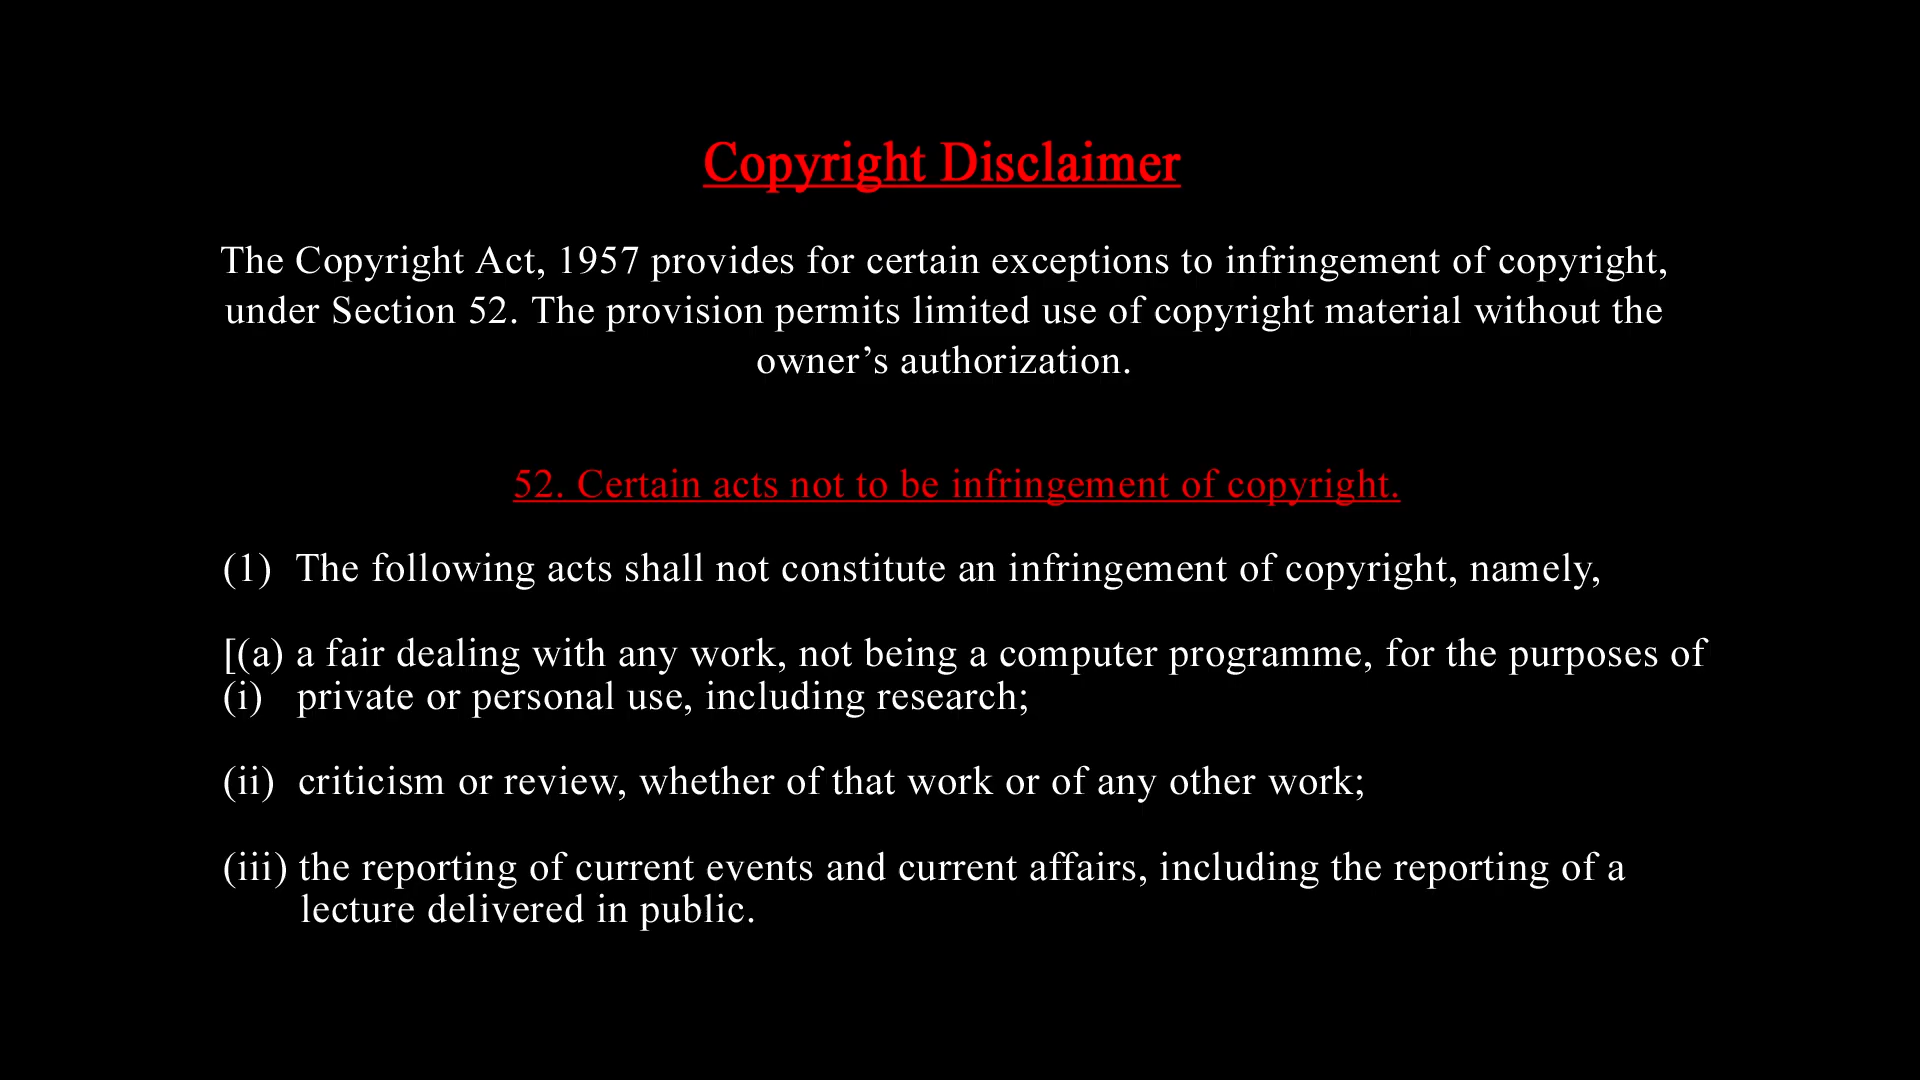 Copyright Disclaimer
The Copyright Act, 1957 provides for certain exceptions to infringement of copyright,
under Section 52. The provision permits limited use of copyright material without the
owner’s authorization.
52. Certain acts not to be infringement of copyright.
(1) The following acts shall not constitute an infringement of copyright, namely,
[(a) a fair dealing with any work, not being a computer programme, for the purposes of
(i) private or personal use, including research;
(ii) criticism or review, whether of that work or of any other work;
(iii) the reporting of current events and current affairs, including the reporting of a
lecture delivered in public.